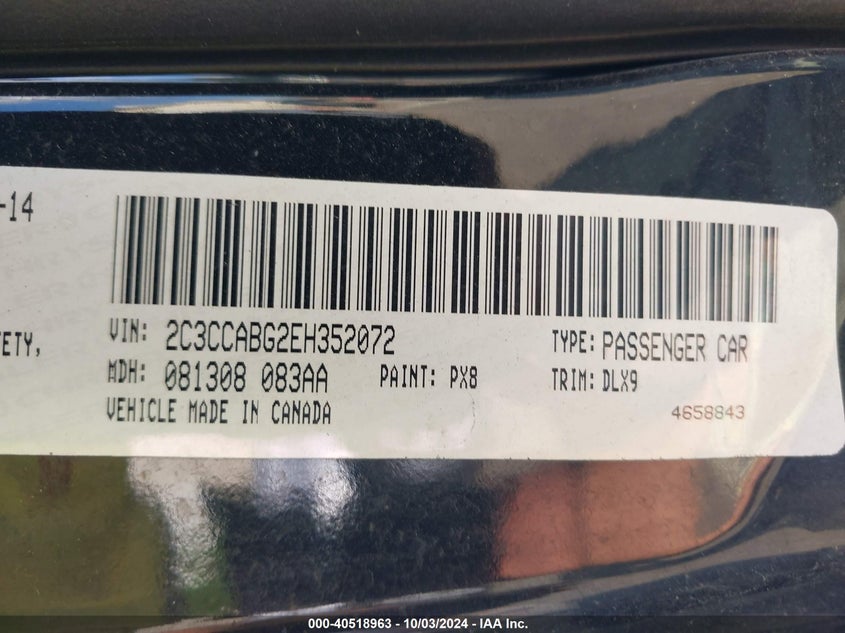 -14
ETY,
VIN: 2C3CCABG2EH352072
TYPE: PASSENGER CAR
MDH: 081308 083AA
PAINT: PX8
TRIM: DLX9
VEHICLE MADE IN CANADA
4658843
000-40518963 - 10/03/2024 - IAA Inc.